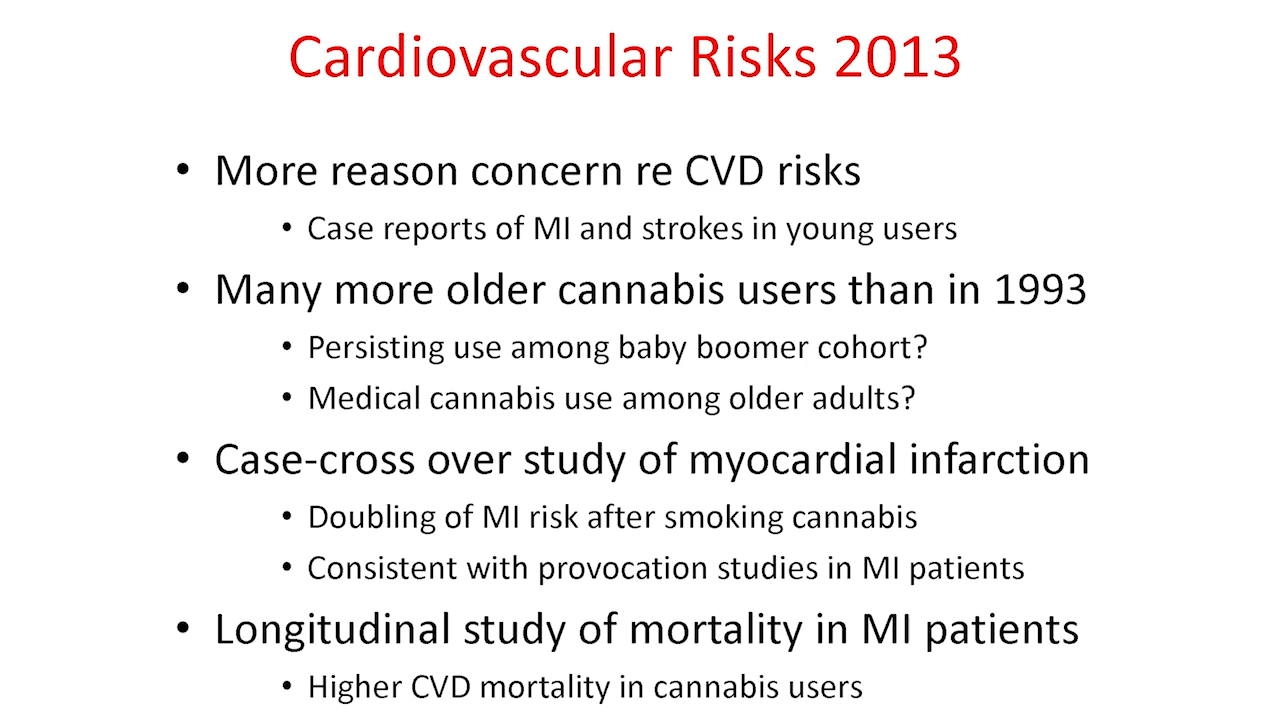 Cardiovascular Risks 2013
• More reason concern re CVD risks
• Case reports of MI and strokes in young users
• Many more older cannabis users than in 1993
• Persisting use among baby boomer cohort?
• Medical cannabis use among older adults?
• Case-cross over study of myocardial infarction
• Doubling of MI risk after smoking cannabis
• Consistent with provocation studies in MI patients
• Longitudinal study of mortality in MI patients
• Higher CVD mortality in cannabis users